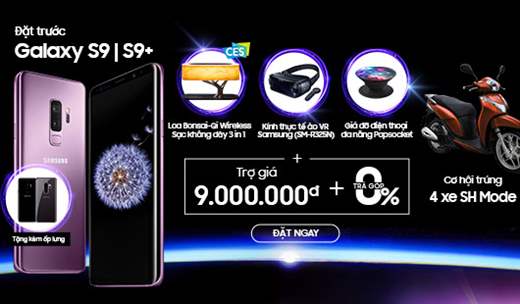 Đặt trước
Galaxy S9 | S9+
CES
Loa Bonsai-Gi Wireless
Sạc không dây 3 in 1
Kính thực tế ảo VR
Samsung (SM-R325N)
Giá đỡ điện thoại
đa năng Popsocket
SAMSUNG
Tặng kèm ốp lưng
+
Trợ giá
9.000.000đ
+
0%
TRẢ GÓP
Cơ hội trúng
4 xe SH Mode
ĐẶT NGAY